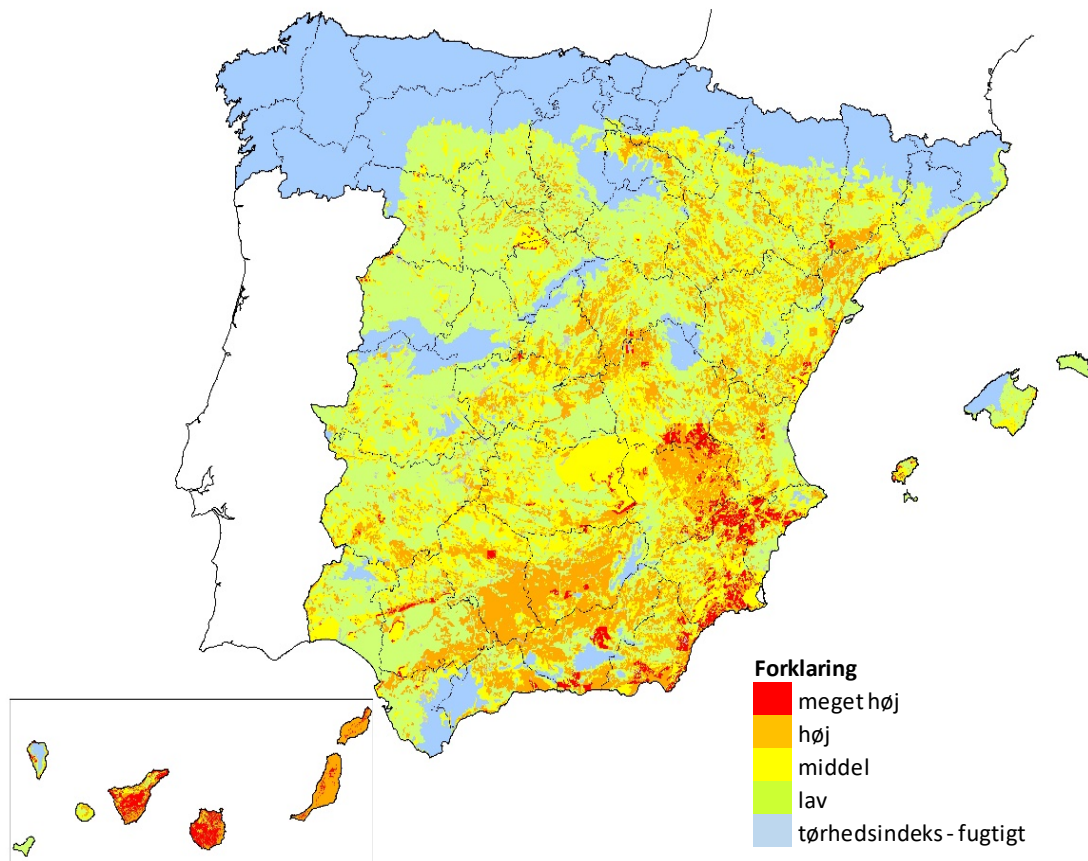 Forklaring
meget høj
høj
middel
lav
tørhedsindeks - fugtigt